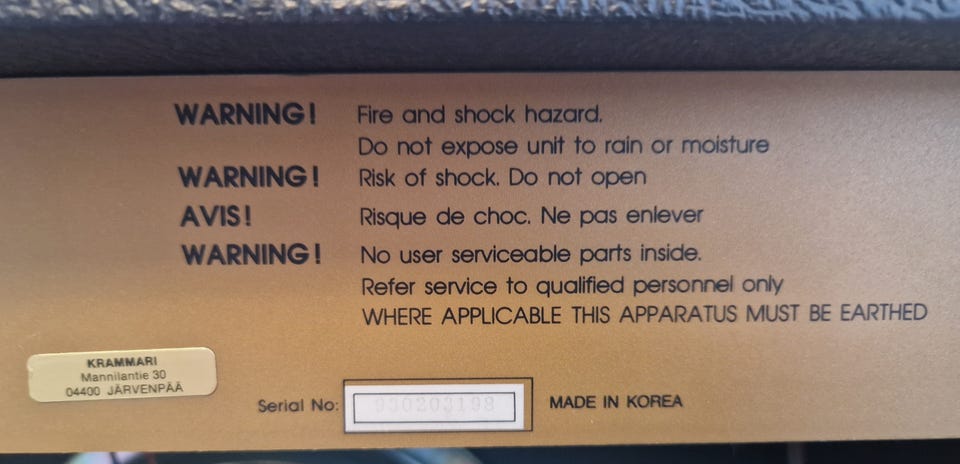 WARNING! Fire and shock hazard.
Do not expose unit to rain or moisture
WARNING! Risk of shock. Do not open
AVIS! Risque de choc. Ne pas enlever
WARNING! No user serviceable parts inside.
Refer service to qualified personnel only
WHERE APPLICABLE THIS APPARATUS MUST BE EARTHED
KRAMMARI
Mannilantie 30
04400 JÄRVENPÄÄ
Serial No: 930203198 MADE IN KOREA